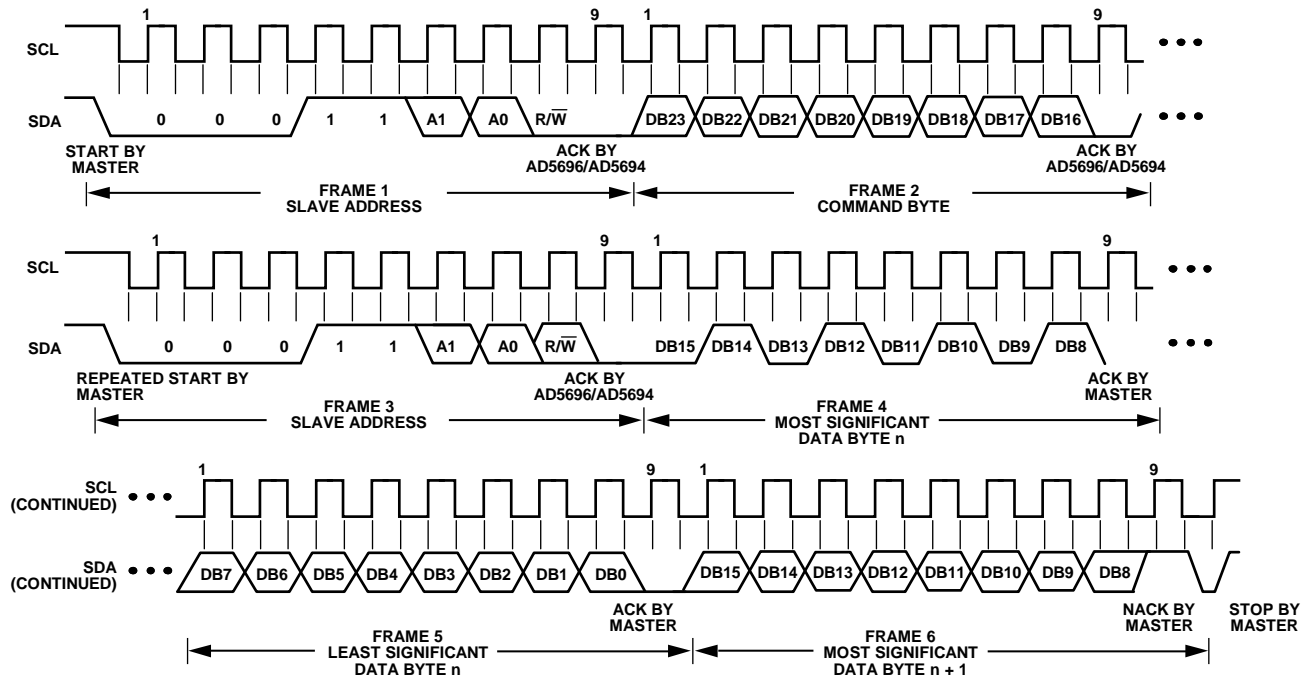 1 9 1 9
SCL
SDA 0 0 0 1 1 A1 A0 R/W̅ DB23 DB22 DB21 DB20 DB19 DB18 DB17 DB16
START BY
MASTER
ACK BY
AD5696/AD5694
ACK BY
AD5696/AD5694
FRAME 1
SLAVE ADDRESS
FRAME 2
COMMAND BYTE
1 9 1 9
SCL
SDA 0 0 0 1 1 A1 A0 R/W̅ DB15 DB14 DB13 DB12 DB11 DB10 DB9 DB8
REPEATED START BY
MASTER
ACK BY
AD5696/AD5694
ACK BY
MASTER
FRAME 3
SLAVE ADDRESS
FRAME 4
MOST SIGNIFICANT
DATA BYTE n
1 9 1 9
SCL
(CONTINUED)
SDA
(CONTINUED)
DB7 DB6 DB5 DB4 DB3 DB2 DB1 DB0 DB15 DB14 DB13 DB12 DB11 DB10 DB9 DB8
ACK BY
MASTER
NACK BY
MASTER
STOP BY
MASTER
FRAME 5
LEAST SIGNIFICANT
DATA BYTE n
FRAME 6
MOST SIGNIFICANT
DATA BYTE n + 1